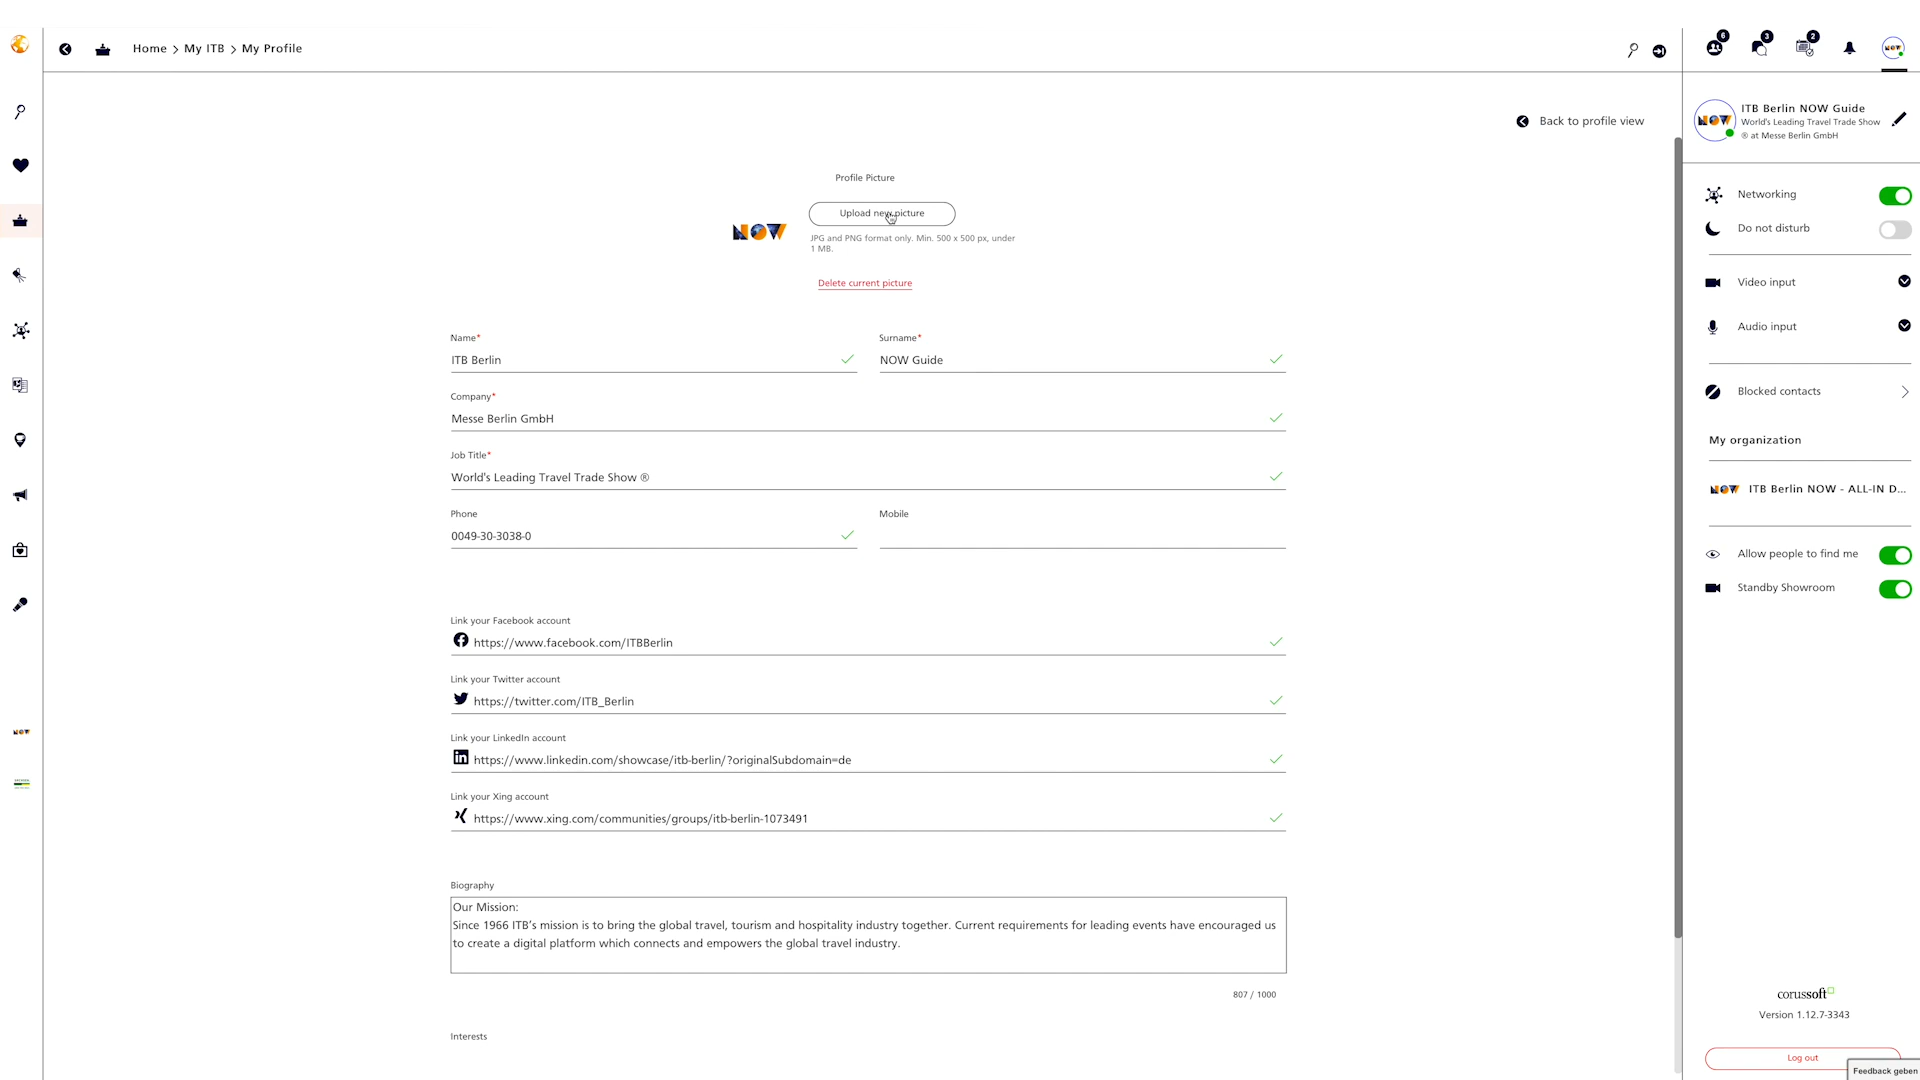 Home > My ITB > My Profile
6
3
2
NOW
Back to profile view
NOW
ITB Berlin NOW Guide
World's Leading Travel Trade Show
® at Messe Berlin GmbH
Profile Picture
Upload new picture
NOW
JPG and PNG format only. Min. 500 x 500 px, under
1 MB.
Delete current picture
Networking
Do not disturb
Video input
Audio input
Blocked contacts
My organization
NOW ITB Berlin NOW - ALL-IN D...
Allow people to find me
Standby Showroom
Name*
ITB Berlin
Surname*
NOW Guide
Company*
Messe Berlin GmbH
Job Title*
World's Leading Travel Trade Show ®
Phone
0049-30-3038-0
Mobile
Link your Facebook account
https://www.facebook.com/ITBBerlin
Link your Twitter account
https://twitter.com/ITB_Berlin
Link your LinkedIn account
in https://www.linkedin.com/showcase/itb-berlin/?originalSubdomain=de
Link your Xing account
https://www.xing.com/communities/groups/itb-berlin-1073491
NOW
Biography
Our Mission:
Since 1966 ITB’s mission is to bring the global travel, tourism and hospitality industry together. Current requirements for leading events have encouraged us
to create a digital platform which connects and empowers the global travel industry.
807 / 1000
Interests
corussoft
Version 1.12.7-3343
Log out
Feedback geben